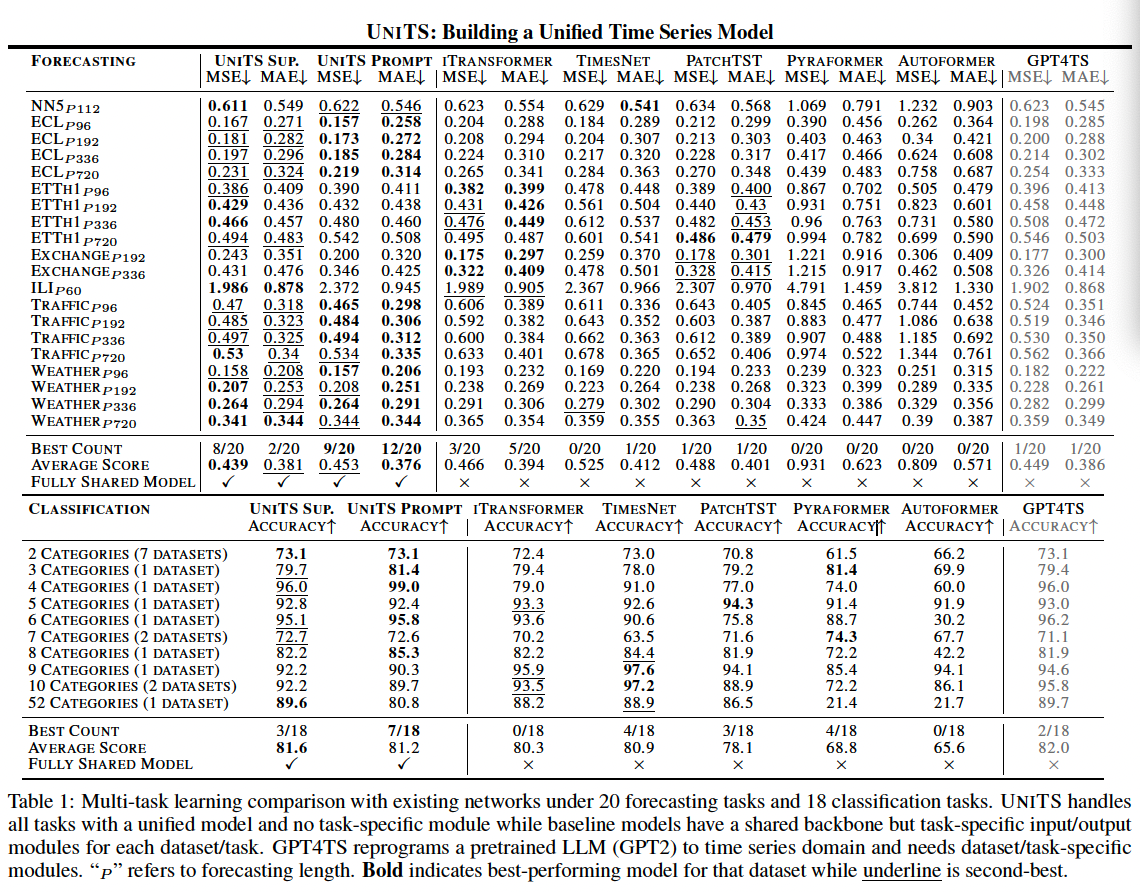 UNITS: Building a Unified Time Series Model
FORECASTING UNITS SUP. UNITS PROMPT ITRANSFORMER TIMESNET PATCHTST PYRAFORMER AUTOFORMER GPT4TS
MSE↓ MAE↓ MSE↓ MAE↓ MSE↓ MAE↓ MSE↓ MAE↓ MSE↓ MAE↓ MSE↓ MAE↓ MSE↓ MAE↓ MSE↓ MAE↓
NN5P112 0.611 0.549 0.622 0.546 0.623 0.554 0.629 0.541 0.634 0.568 1.069 0.791 1.232 0.903 0.623 0.545
ECLP96 0.167 0.271 0.157 0.258 0.204 0.288 0.184 0.289 0.212 0.299 0.390 0.456 0.262 0.364 0.198 0.285
ECLP192 0.181 0.282 0.173 0.272 0.208 0.294 0.204 0.307 0.213 0.303 0.403 0.463 0.34 0.421 0.200 0.288
ECLP336 0.197 0.296 0.185 0.284 0.224 0.310 0.217 0.320 0.228 0.317 0.417 0.466 0.624 0.608 0.214 0.302
ECLP720 0.231 0.324 0.219 0.314 0.265 0.341 0.284 0.363 0.270 0.348 0.439 0.483 0.758 0.687 0.254 0.333
ETTH1P96 0.386 0.409 0.390 0.411 0.382 0.399 0.478 0.448 0.389 0.400 0.867 0.702 0.505 0.479 0.396 0.413
ETTH1P192 0.429 0.436 0.432 0.438 0.431 0.426 0.561 0.504 0.440 0.43 0.931 0.751 0.823 0.601 0.458 0.448
ETTH1P336 0.466 0.457 0.480 0.460 0.476 0.449 0.612 0.537 0.482 0.453 0.96 0.763 0.731 0.580 0.508 0.472
ETTH1P720 0.494 0.483 0.542 0.508 0.495 0.487 0.601 0.541 0.486 0.479 0.994 0.782 0.699 0.590 0.546 0.503
EXCHANGEP192 0.243 0.351 0.200 0.320 0.175 0.297 0.259 0.370 0.178 0.301 1.221 0.916 0.306 0.409 0.177 0.300
EXCHANGEP336 0.431 0.476 0.346 0.425 0.322 0.409 0.478 0.501 0.328 0.415 1.215 0.917 0.462 0.508 0.326 0.414
ILIP60 1.986 0.878 2.372 0.945 1.989 0.905 2.367 0.966 2.307 0.970 4.791 1.459 3.812 1.330 1.902 0.868
TRAFFICP96 0.47 0.318 0.465 0.298 0.606 0.389 0.611 0.336 0.643 0.405 0.845 0.465 0.744 0.452 0.524 0.351
TRAFFICP192 0.485 0.323 0.484 0.306 0.592 0.382 0.643 0.352 0.603 0.387 0.883 0.477 1.086 0.638 0.519 0.346
TRAFFICP336 0.497 0.325 0.494 0.312 0.600 0.384 0.662 0.363 0.612 0.389 0.907 0.488 1.185 0.692 0.530 0.350
TRAFFICP720 0.53 0.34 0.534 0.335 0.633 0.401 0.678 0.365 0.652 0.406 0.974 0.522 1.344 0.761 0.562 0.366
WEATHERP96 0.158 0.208 0.157 0.206 0.193 0.232 0.169 0.220 0.194 0.233 0.239 0.323 0.251 0.315 0.182 0.222
WEATHERP192 0.207 0.253 0.208 0.251 0.238 0.269 0.223 0.264 0.238 0.268 0.323 0.399 0.289 0.335 0.228 0.261
WEATHERP336 0.264 0.294 0.264 0.291 0.291 0.306 0.279 0.302 0.290 0.304 0.333 0.386 0.329 0.356 0.282 0.299
WEATHERP720 0.341 0.344 0.344 0.344 0.365 0.354 0.359 0.355 0.363 0.35 0.424 0.447 0.39 0.387 0.359 0.349
BEST COUNT 8/20 2/20 9/20 12/20 3/20 5/20 0/20 1/20 1/20 1/20 0/20 0/20 0/20 0/20 1/20 1/20
AVERAGE SCORE 0.439 0.381 0.453 0.376 0.466 0.394 0.525 0.412 0.488 0.401 0.931 0.623 0.809 0.571 0.449 0.386
FULLY SHARED MODEL ✓ ✓ ✓ ✓ × × × × × × × × × × × ×
CLASSIFICATION UNITS SUP. UNITS PROMPT ITRANSFORMER TIMESNET PATCHTST PYRAFORMER AUTOFORMER GPT4TS
ACCURACY↑ ACCURACY↑ ACCURACY↑ ACCURACY↑ ACCURACY↑ ACCURACY↑ ACCURACY↑ ACCURACY↑
2 CATEGORIES (7 DATASETS) 73.1 73.1 72.4 73.0 70.8 61.5 66.2 73.1
3 CATEGORIES (1 DATASET) 79.7 81.4 79.4 78.0 79.2 81.4 69.9 79.4
4 CATEGORIES (1 DATASET) 96.0 99.0 79.0 91.0 77.0 74.0 60.0 96.0
5 CATEGORIES (1 DATASET) 92.8 92.4 93.3 92.6 94.3 91.4 91.9 93.0
6 CATEGORIES (1 DATASET) 95.1 95.8 93.6 90.6 75.8 88.7 30.2 96.2
7 CATEGORIES (2 DATASETS) 72.7 72.6 70.2 63.5 71.6 74.3 67.7 71.1
8 CATEGORIES (1 DATASET) 82.2 85.3 82.2 84.4 81.9 72.2 42.2 81.9
9 CATEGORIES (1 DATASET) 92.2 90.3 95.9 97.6 94.1 85.4 94.1 94.6
10 CATEGORIES (2 DATASETS) 92.2 89.7 93.5 97.2 88.9 72.2 86.1 95.8
52 CATEGORIES (1 DATASET) 89.6 80.8 88.2 88.9 86.5 21.4 21.7 89.7
BEST COUNT 3/18 7/18 0/18 4/18 3/18 4/18 0/18 2/18
AVERAGE SCORE 81.6 81.2 80.3 80.9 78.1 68.8 65.6 82.0
FULLY SHARED MODEL ✓ ✓ × × × × × ×
Table 1: Multi-task learning comparison with existing networks under 20 forecasting tasks and 18 classification tasks. UNITS handles
all tasks with a unified model and no task-specific module while baseline models have a shared backbone but task-specific input/output
modules for each dataset/task. GPT4TS reprograms a pretrained LLM (GPT2) to time series domain and needs dataset/task-specific
modules. “P” refers to forecasting length. Bold indicates best-performing model for that dataset while underline is second-best.